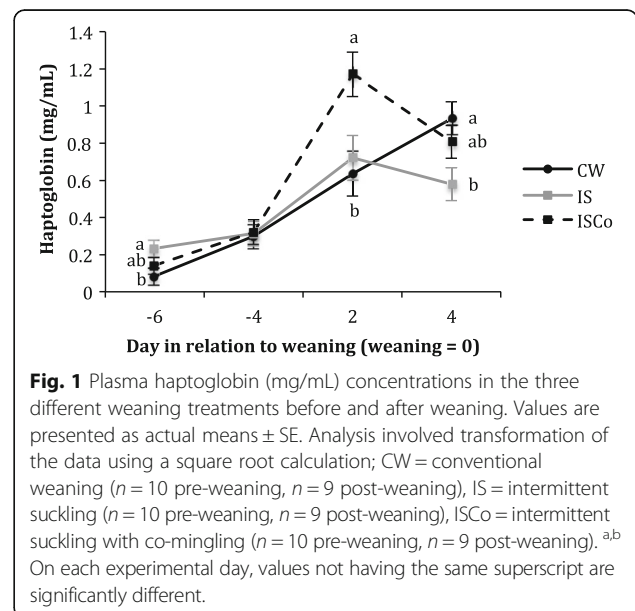 1.4
1.2
1
0.8
0.6
0.4
0.2
0
Haptoglobin (mg/mL)
a
ab
b
a
b
a
ab
b
CW
IS
ISCo
-6 -4 2 4
Day in relation to weaning (weaning = 0)
Fig. 1 Plasma haptoglobin (mg/mL) concentrations in the three
different weaning treatments before and after weaning. Values are
presented as actual means ± SE. Analysis involved transformation of
the data using a square root calculation; CW = conventional
weaning (n = 10 pre-weaning, n = 9 post-weaning), IS = intermittent
suckling (n = 10 pre-weaning, n = 9 post-weaning), ISCo = intermittent
suckling with co-mingling (n = 10 pre-weaning, n = 9 post-weaning). a,b
On each experimental day, values not having the same superscript are
significantly different.